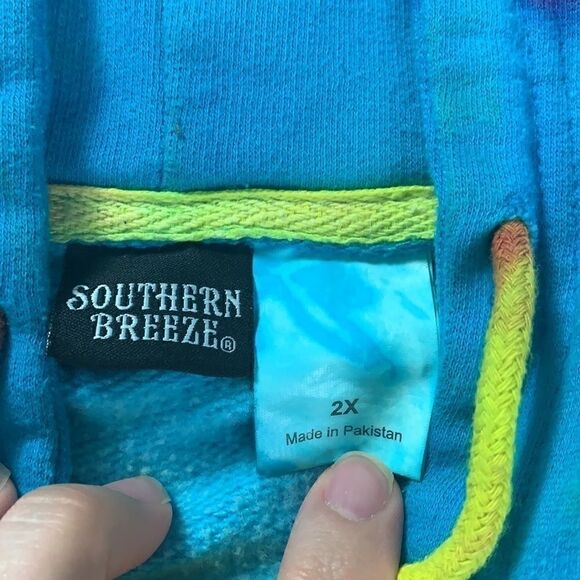 SOUTHERN
BREEZE®
2X
Made in Pakistan